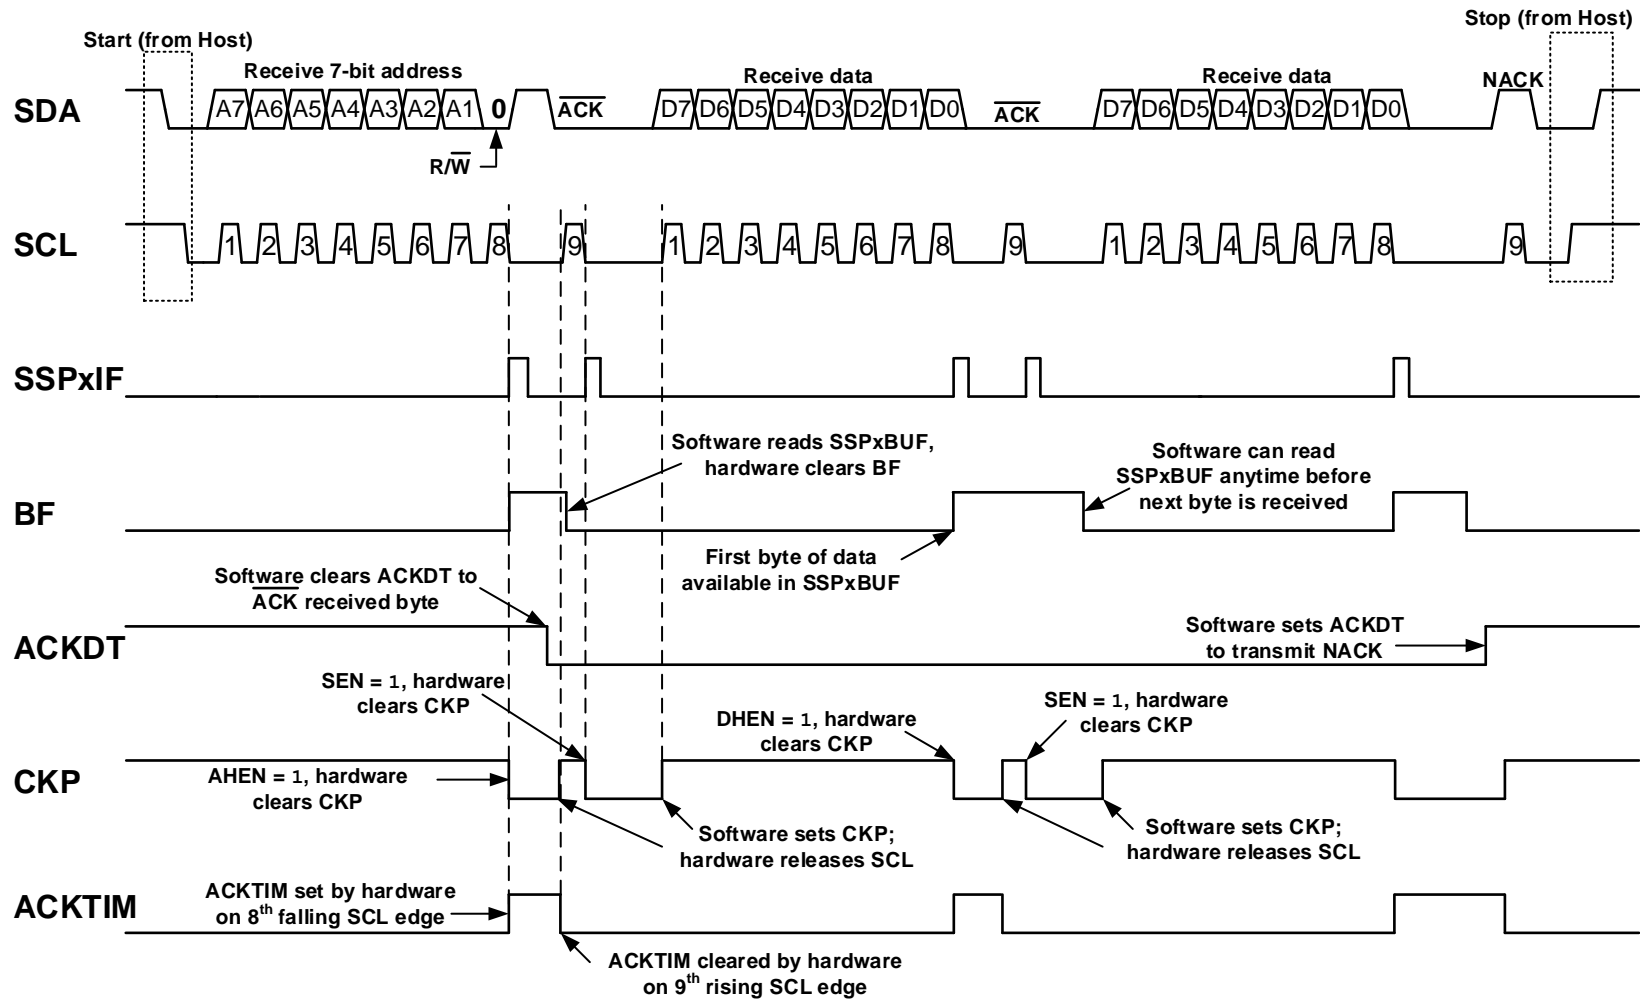 Stop (from Host)
Start (from Host)
Receive 7-bit address
Receive data
Receive data
NACK
SDA
A7 A6 A5 A4 A3 A2 A1 0 ACK D7 D6 D5 D4 D3 D2 D1 D0 ACK D7 D6 D5 D4 D3 D2 D1 D0
R/W
SCL
1 2 3 4 5 6 7 8 9 1 2 3 4 5 6 7 8 9 1 2 3 4 5 6 7 8 9
SSPxIF
Software reads SSPxBUF,
hardware clears BF
Software can read
SSPxBUF anytime before
next byte is received
BF
First byte of data
available in SSPxBUF
Software clears ACKDT to
ACK received byte
ACKDT
Software sets ACKDT
to transmit NACK
SEN = 1, hardware
clears CKP
DHEN = 1, hardware
clears CKP
SEN = 1, hardware
clears CKP
CKP
AHEN = 1, hardware
clears CKP
Software sets CKP;
hardware releases SCL
Software sets CKP;
hardware releases SCL
ACKTIM
ACKTIM set by hardware
on 8th falling SCL edge
ACKTIM cleared by hardware
on 9th rising SCL edge